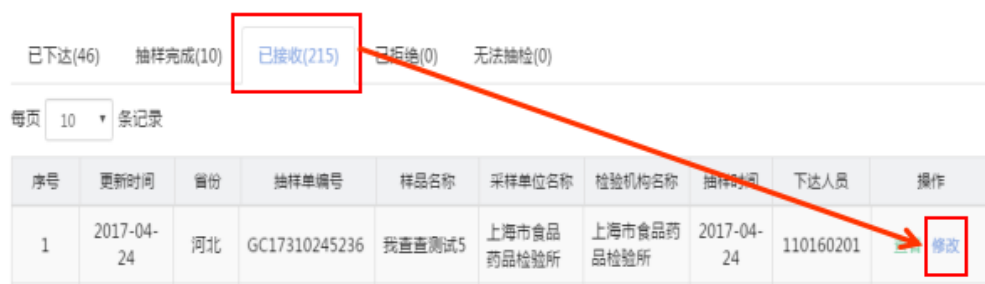 已下达(46) 抽样完成(10) 已接收(215) 已拒绝(0) 无法抽检(0)
每页 10 条记录
序号 更新时间 省份 抽样单编号 样品名称 采样单位名称 检验机构名称 抽样时间 下达人员 操作
1 2017-04-24 河北 GC17310245236 我查查测试5 上海市食品药品检验所 上海市食品药品检验所 2017-04-24 110160201 查看 修改